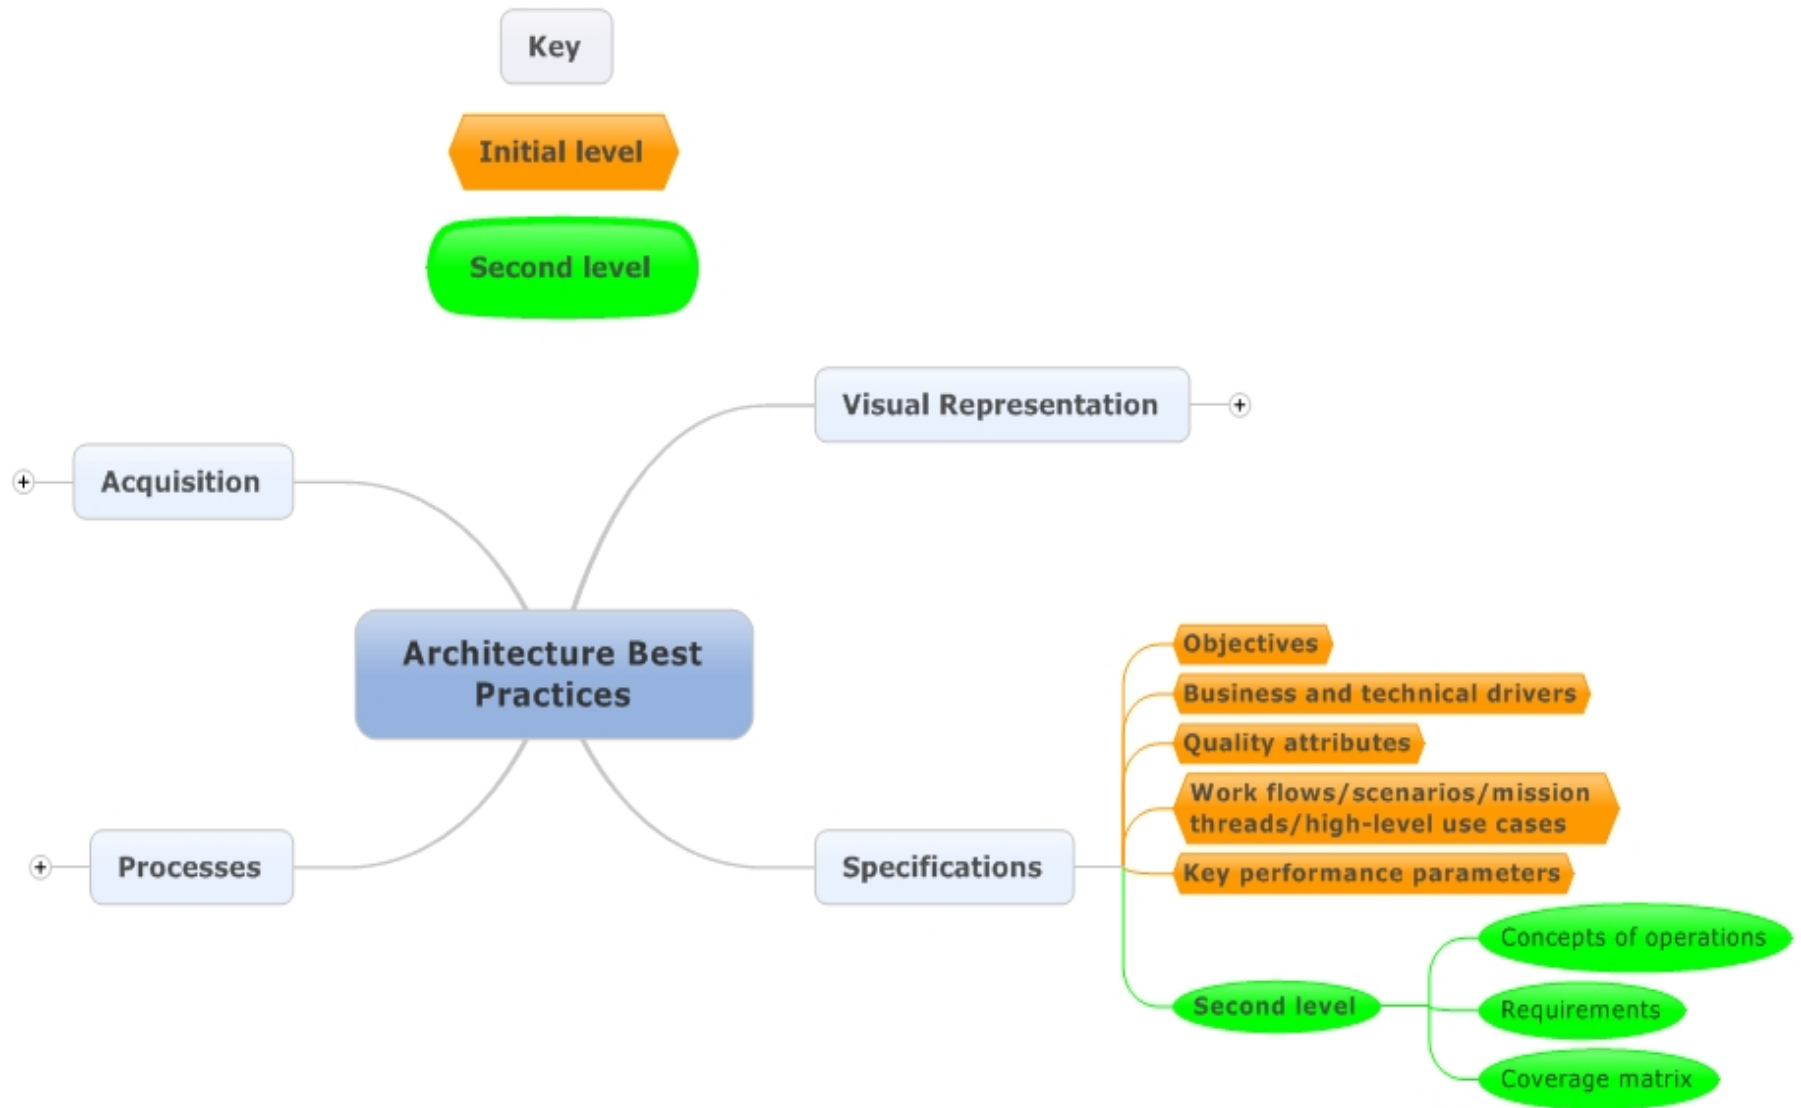 Key
Initial level
Second level
Visual Representation
+
+
Acquisition
Architecture Best
Practices
Objectives
Business and technical drivers
Quality attributes
Work flows/scenarios/mission
threads/high-level use cases
+
Processes
Specifications
Key performance parameters
Concepts of operations
Second level
Requirements
Coverage matrix